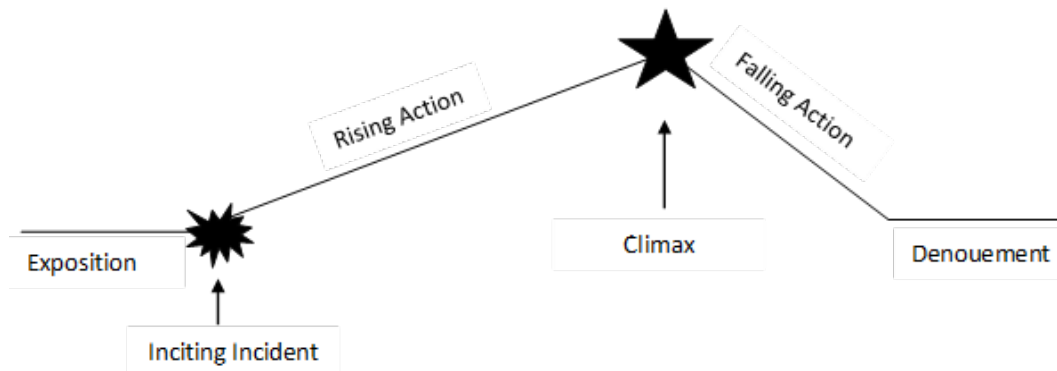 Exposition
Inciting Incident
Rising Action
Climax
Falling Action
Denouement